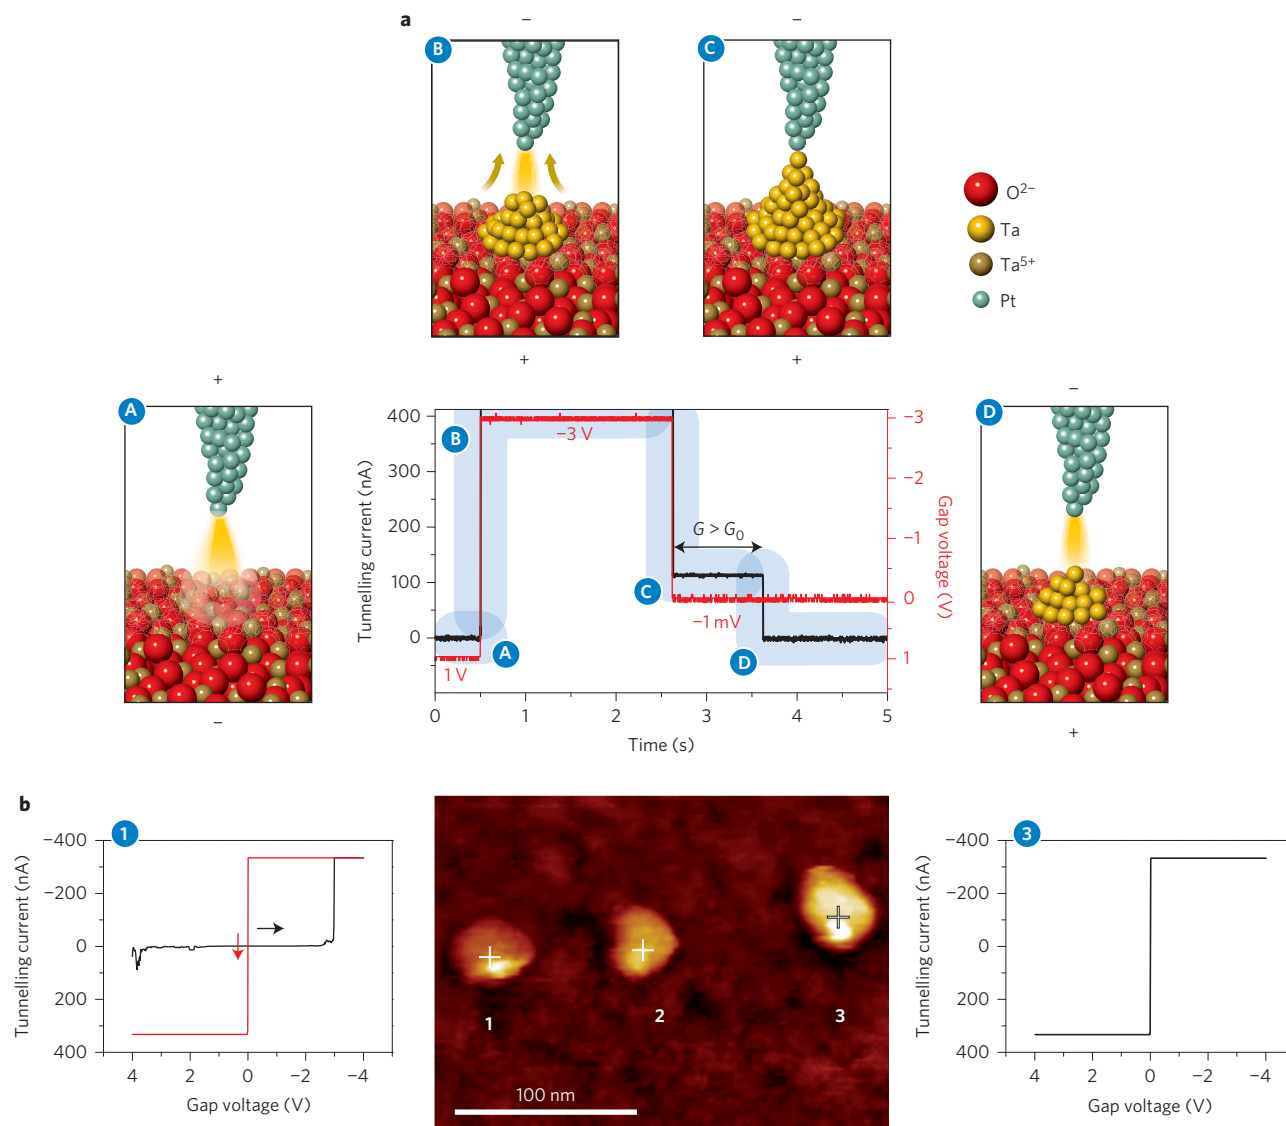 a
−
−
B
C
O2−
Ta
Ta5+
Pt
+
+
+
−
A
D
400
300
200
100
0
Tunnelling current (nA)
B
−3 V
G > G0
C
−1 mV
A
D
1 V
−3
−2
−1
0
1
Gap voltage (V)
0
1
2
3
4
5
Time (s)
−
+
b
1
−400
−200
0
200
400
Tunnelling current (nA)
4
2
0
−2
−4
Gap voltage (V)
1
2
3
100 nm
3
−400
−200
0
200
400
Tunnelling current (nA)
4
2
0
−2
−4
Gap voltage (V)